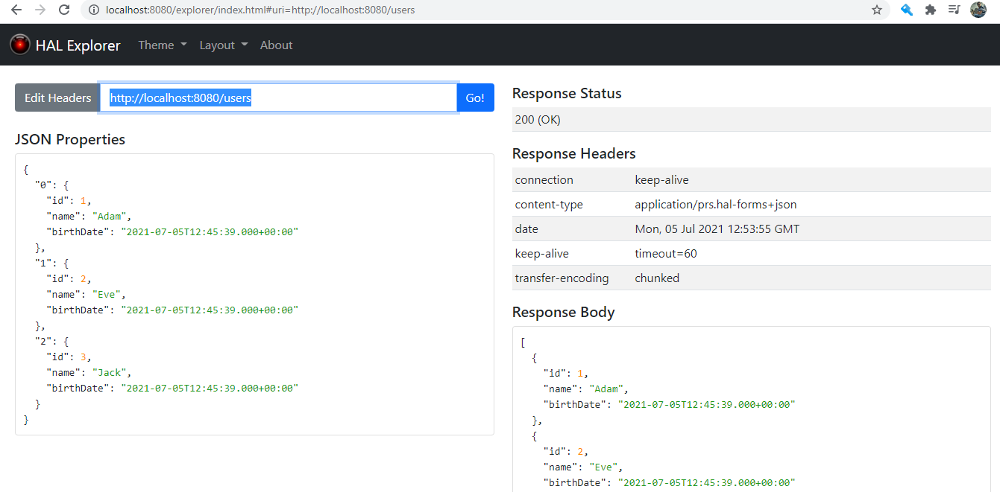 localhost:8080/explorer/index.html#uri=http://localhost:8080/users
HAL Explorer Theme Layout About
Edit Headers http://localhost:8080/users Go!
JSON Properties
{
"0": {
"id": 1,
"name": "Adam",
"birthDate": "2021-07-05T12:45:39.000+00:00"
},
"1": {
"id": 2,
"name": "Eve",
"birthDate": "2021-07-05T12:45:39.000+00:00"
},
"2": {
"id": 3,
"name": "Jack",
"birthDate": "2021-07-05T12:45:39.000+00:00"
}
}
Response Status
200 (OK)
Response Headers
connection keep-alive
content-type application/prs.hal-forms+json
date Mon, 05 Jul 2021 12:53:55 GMT
keep-alive timeout=60
transfer-encoding chunked
Response Body
[
{
"id": 1,
"name": "Adam",
"birthDate": "2021-07-05T12:45:39.000+00:00"
},
{
"id": 2,
"name": "Eve",
"birthDate": "2021-07-05T12:45:39.000+00:00"